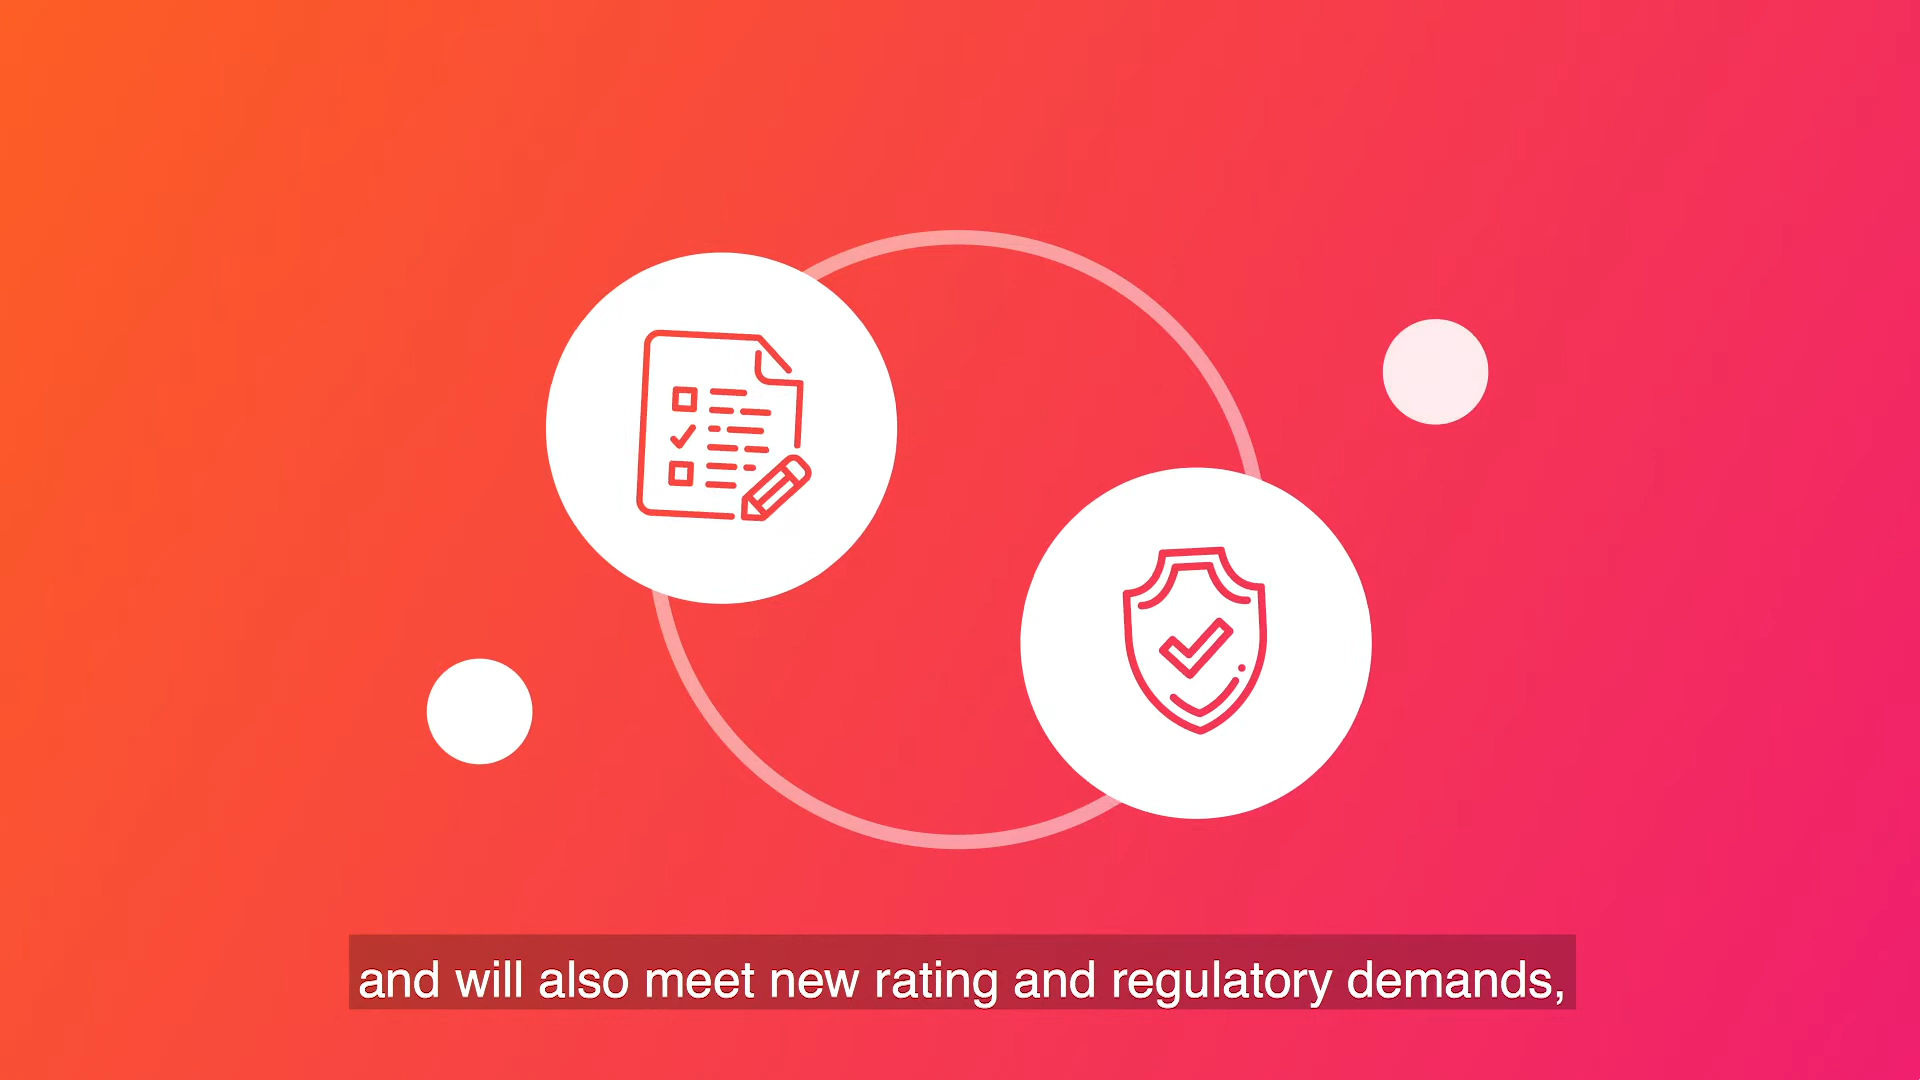 and will also meet new rating and regulatory demands,